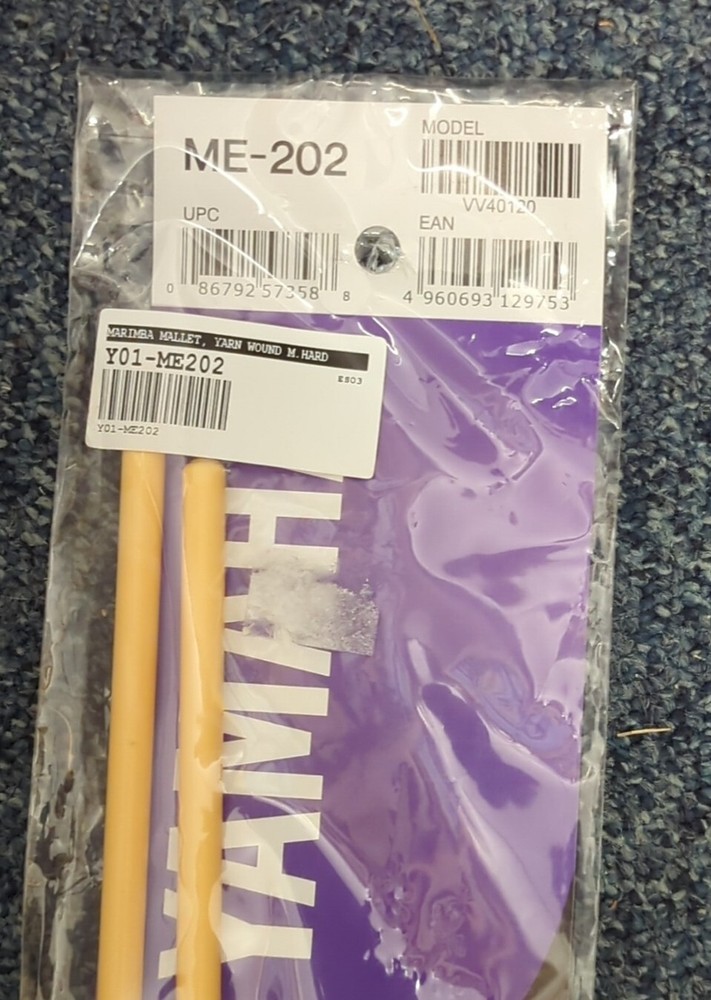 ME-202
MODEL
VV40120
UPC
0 86792 57358 8
EAN
4 960693 129753
MARIMBA MALLET, YARN WOUND M.HARD
Y01-ME202
ES03
Y01-ME202
YAMAHA